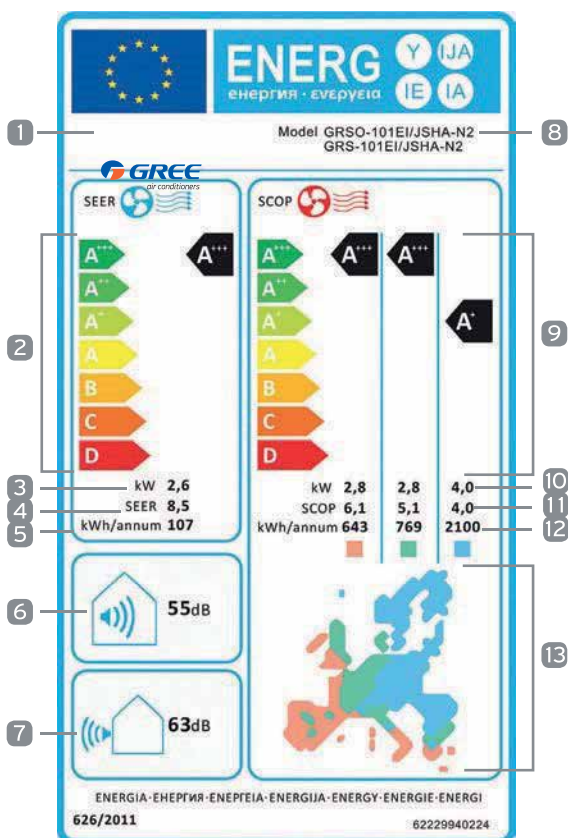 ENERG Y IJA
енергия · ενεργεια IE IA
1
Model GRSO-101EI/JSHA-N2
GRS-101EI/JSHA-N2
8
GREE
air conditioners
SEER
A+++ A+++
A++
A+
A
B
C
D
2
3 kW 2,6
4 SEER 8,5
5 kWh/annum 107
SCOP
A+++ A+++ A+++
A++
A+ A+
A
B
C
D
9
kW 2,8 2,8 4,0 10
SCOP 6,1 5,1 4,0 11
kWh/annum 643 769 2100 12
6 55dB
7 63dB
13
ENERGIA·ЕНЕРГИЯ·ΕΝΕΡΓΕΙΑ·ENERGIJA·ENERGY·ENERGIE·ENERGI
626/2011
62229940224